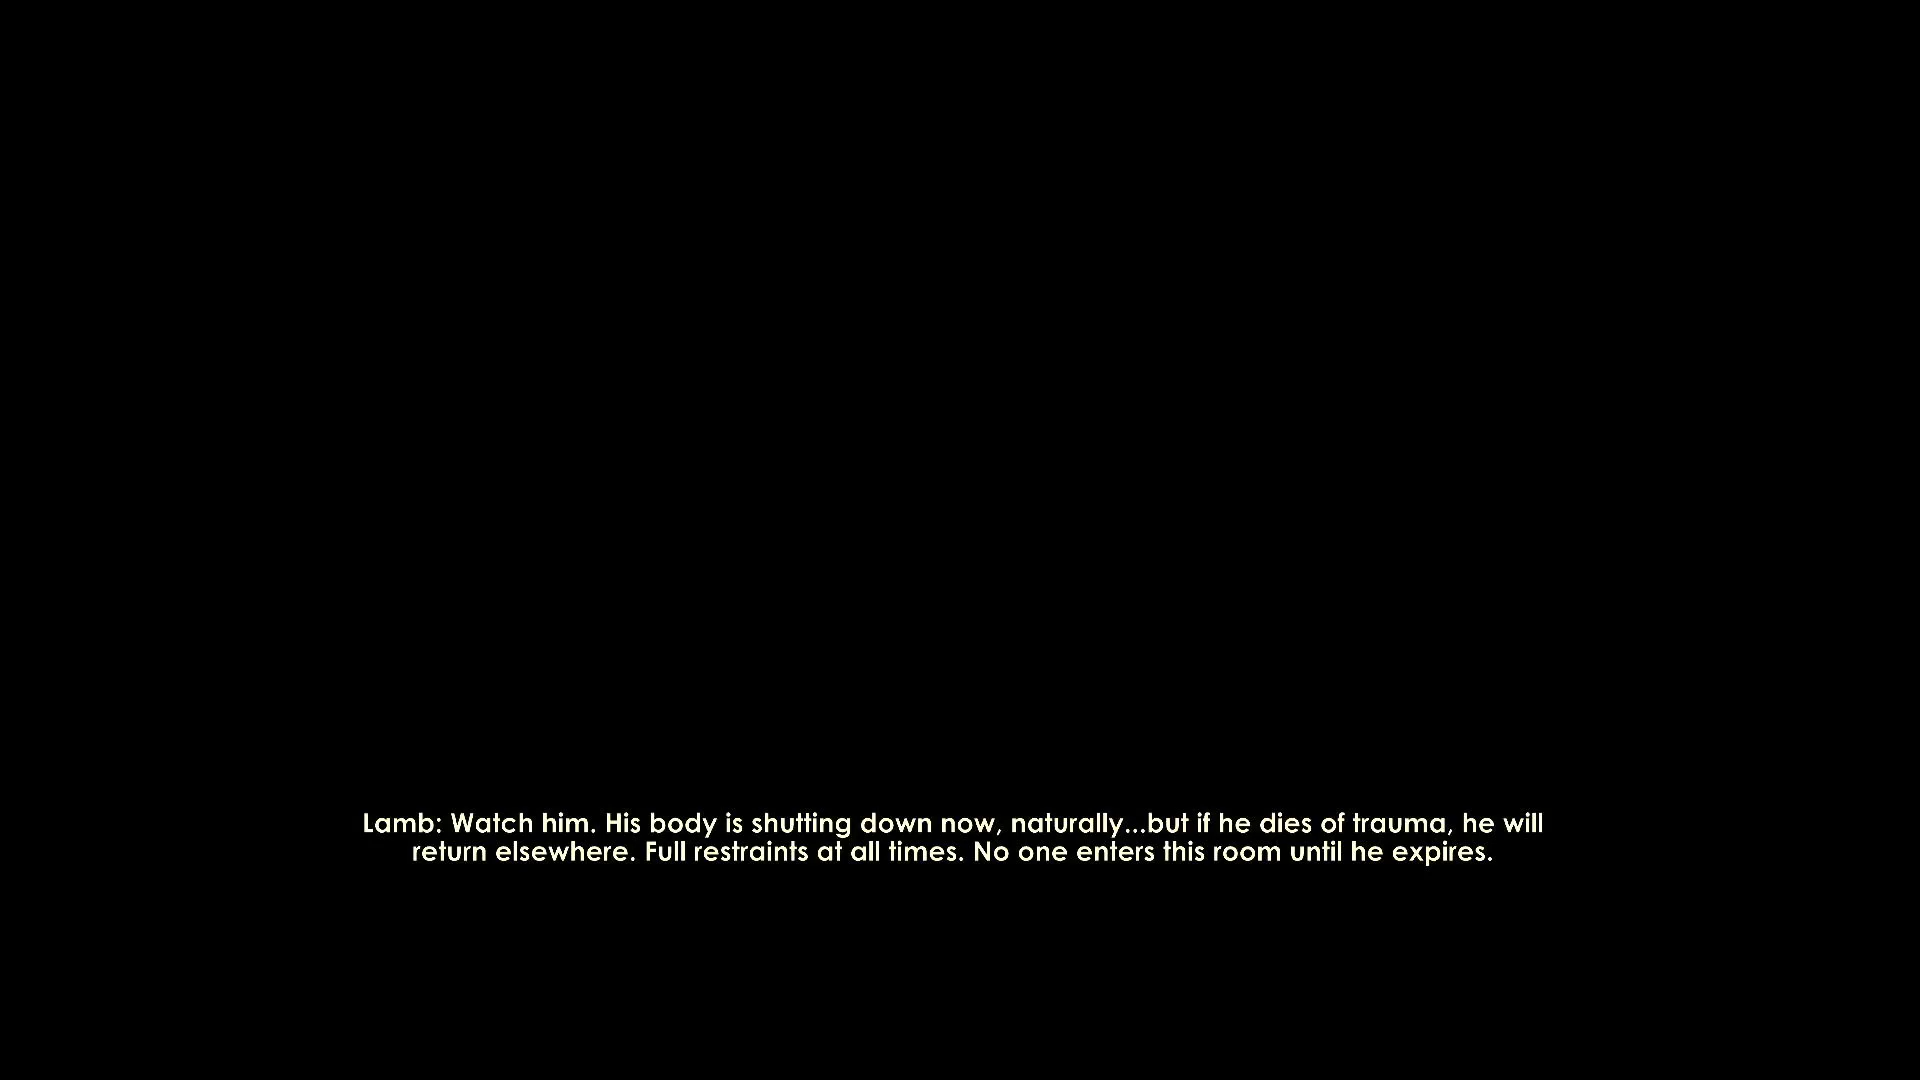 Lamb: Watch him. His body is shutting down now, naturally...but if he dies of trauma, he will
return elsewhere. Full restraints at all times. No one enters this room until he expires.